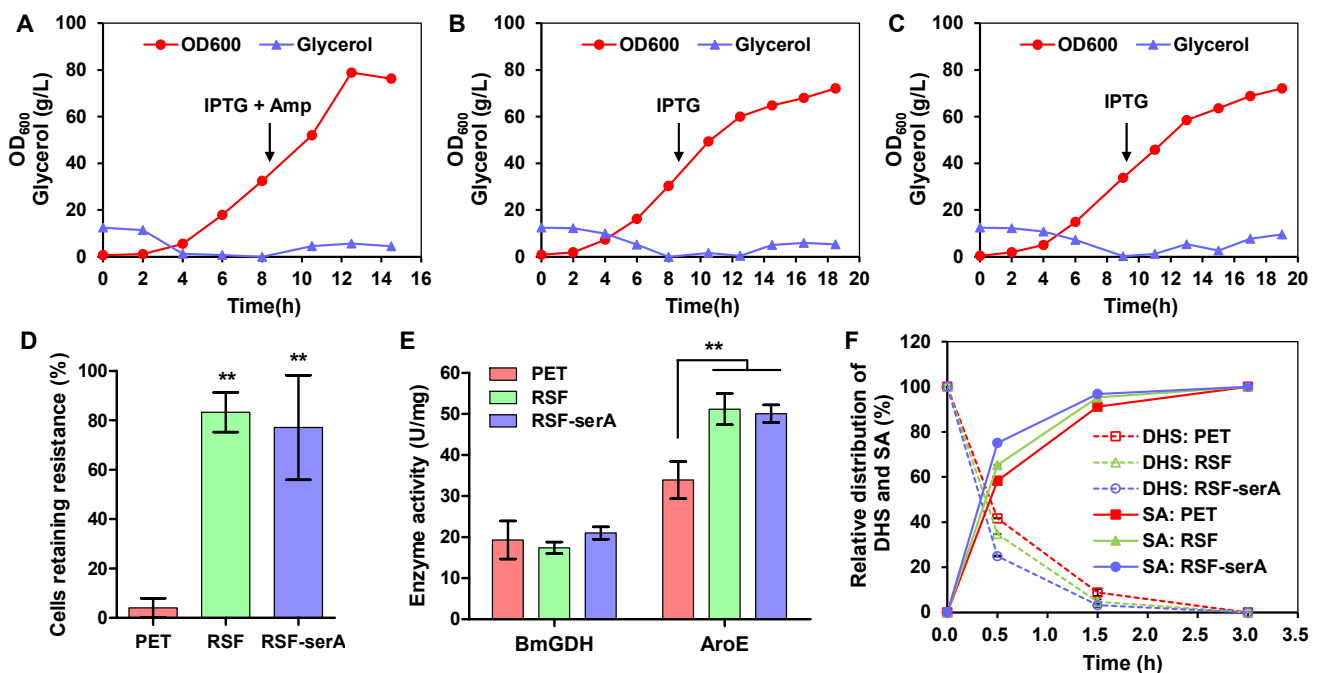 A
OD600
Glycerol
IPTG + Amp
OD600
Glycerol (g/L)
100
80
60
40
20
0
0 2 4 6 8 10 12 14 16
Time(h)
B
OD600
Glycerol
IPTG
OD600
Glycerol (g/L)
100
80
60
40
20
0
0 2 4 6 8 10 12 14 16 18 20
Time(h)
C
OD600
Glycerol
IPTG
OD600
Glycerol (g/L)
100
80
60
40
20
0
0 2 4 6 8 10 12 14 16 18 20
Time(h)
D
Cells retaining resistance (%)
100
80
60
40
20
0
**
**
PET RSF RSF-serA
E
Enzyme activity (U/mg)
60
50
40
30
20
10
0
PET
RSF
RSF-serA
**
BmGDH AroE
F
Relative distribution of
DHS and SA (%)
120
100
80
60
40
20
0
DHS: PET
DHS: RSF
DHS: RSF-serA
SA: PET
SA: RSF
SA: RSF-serA
0.0 0.5 1.0 1.5 2.0 2.5 3.0 3.5
Time (h)